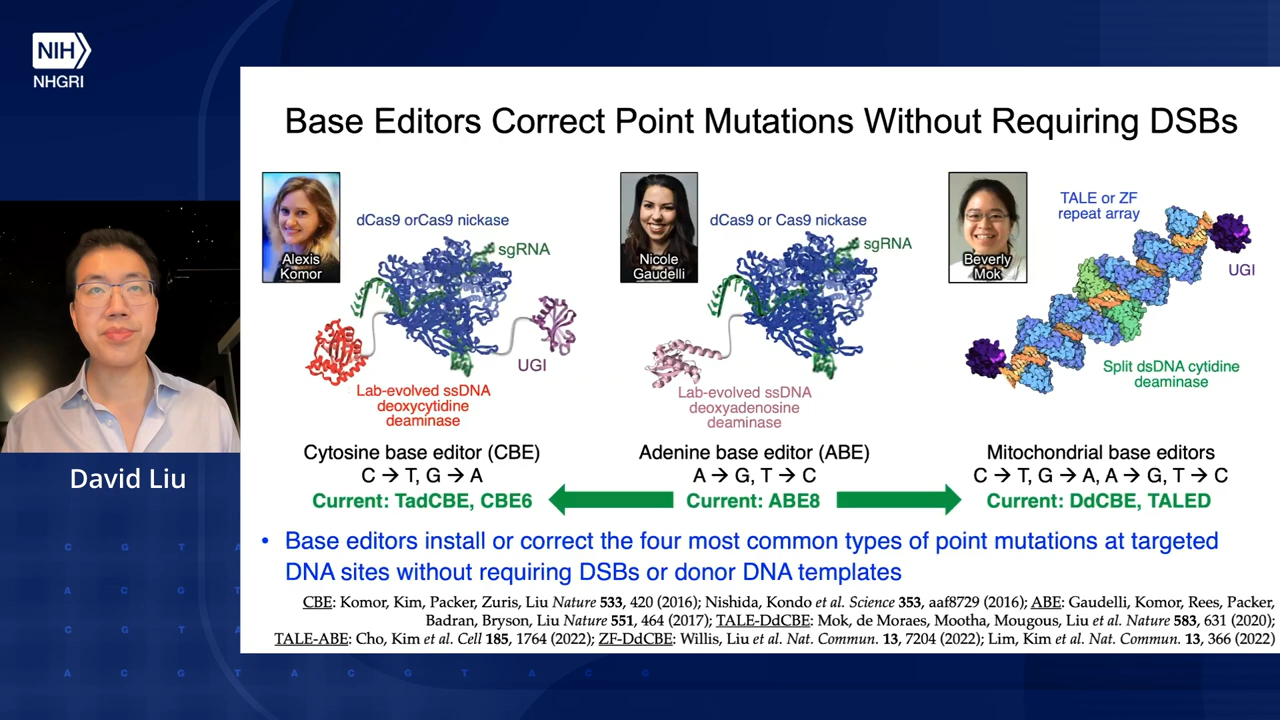 NIH
NHGRI
Base Editors Correct Point Mutations Without Requiring DSBs
Alexis
Komor
dCas9 orCas9 nickase
sgRNA
UGI
Lab-evolved ssDNA
deoxycytidine
deaminase
Cytosine base editor (CBE)
C → T, G → A
Current: TadCBE, CBE6
Nicole
Gaudelli
dCas9 or Cas9 nickase
sgRNA
Lab-evolved ssDNA
deoxyadenosine
deaminase
Adenine base editor (ABE)
A → G, T → C
Current: ABE8
Beverly
Mok
TALE or ZF
repeat array
UGI
Split dsDNA cytidine
deaminase
Mitochondrial base editors
C → T, G → A, A → G, T → C
Current: DdCBE, TALED
David Liu
• Base editors install or correct the four most common types of point mutations at targeted
DNA sites without requiring DSBs or donor DNA templates
CBE: Komor, Kim, Packer, Zuris, Liu Nature 533, 420 (2016); Nishida, Kondo et al. Science 353, aaf8729 (2016); ABE: Gaudelli, Komor, Rees, Packer,
Badran, Bryson, Liu Nature 551, 464 (2017); TALE-DdCBE: Mok, de Moraes, Mootha, Mougous, Liu et al. Nature 583, 631 (2020);
TALE-ABE: Cho, Kim et al. Cell 185, 1764 (2022); ZF-DdCBE: Willis, Liu et al. Nat. Commun. 13, 7204 (2022); Lim, Kim et al. Nat. Commun. 13, 366 (2022)
C G T A
A C G T
A C G T
A C G T A C G T A C G